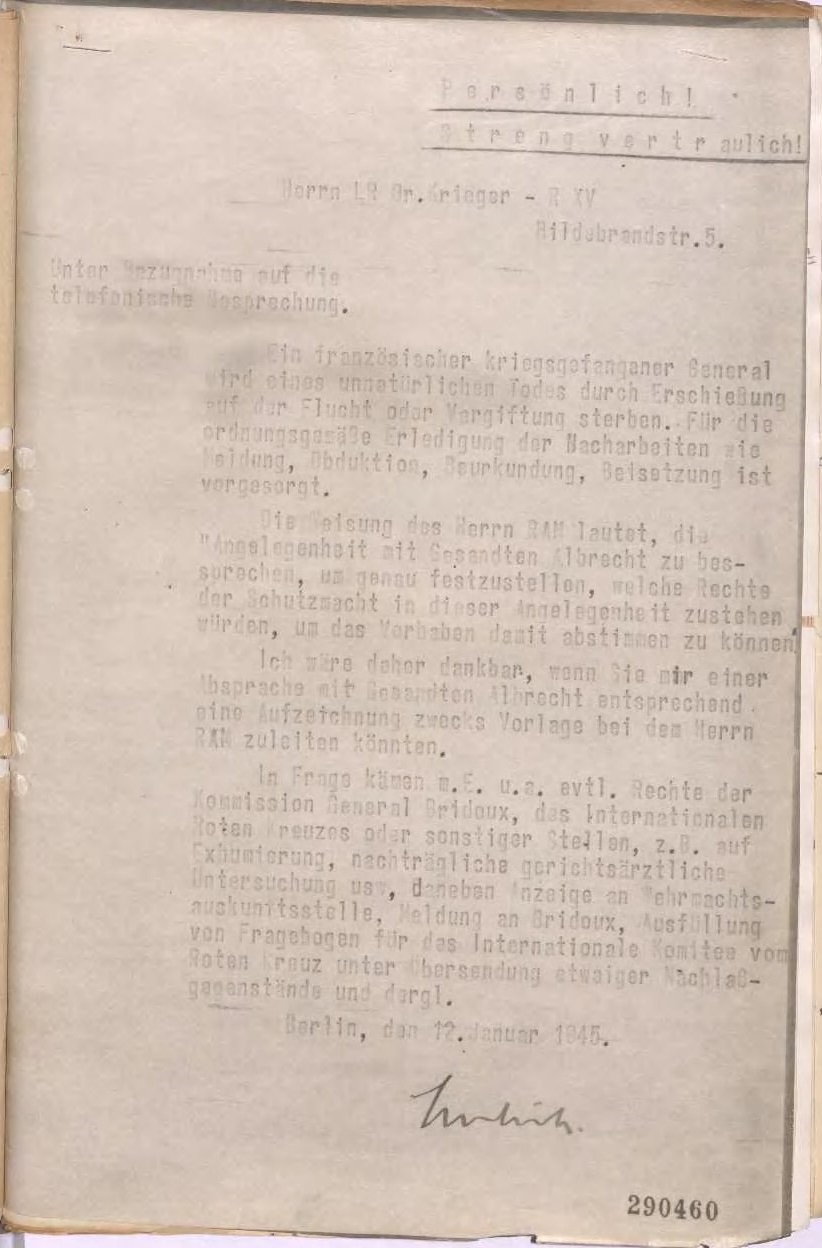 Persönlich!
Streng vertraulich!
Herrn LR Dr.Krieger - R XV
Hildebrandstr.5.
Unter Bezugnahme auf die
telefonische Besprechung.
Ein französischer kriegsgefangener General
wird eines unnatürlichen Todes durch Erschießung
auf der Flucht oder Vergiftung sterben. Für die
ordnungsgemäße Erledigung der Nacharbeiten wie
Meldung, Obduktion, Beurkundung, Beisetzung ist
vorgesorgt.
Die Weisung des Herrn RAM lautet, die
"Angelegenheit mit Gesandten Albrecht zu bes-
sprechen, um genau festzustellen, welche Rechte
der Schutzmacht in dieser Angelegenheit zustehen
würden, um das Vorhaben damit abstimmen zu können".
Ich wäre daher dankbar, wenn Sie mir einer
Absprache mit Gesandten Albrecht entsprechend
eine Aufzeichnung zwecks Vorlage bei dem Herrn
RAM zuleiten könnten.
In Frage kämen m.E. u.a. evtl. Rechte der
Kommission General Bridoux, des Internationalen
Roten Kreuzes oder sonstiger Stellen, z.B. auf
Exhumierung, nachträgliche gerichtsärztliche
Untersuchung usw, daneben Anzeige an Wehrmachts-
auskunftsstelle, Meldung an Bridoux, Ausfüllung
von Fragebogen für das Internationale Komitee vom
Roten Kreuz unter Übersendung etwaiger Nachlaß-
gegenstände und dergl.
Berlin, den 12.Januar 1945.
290460